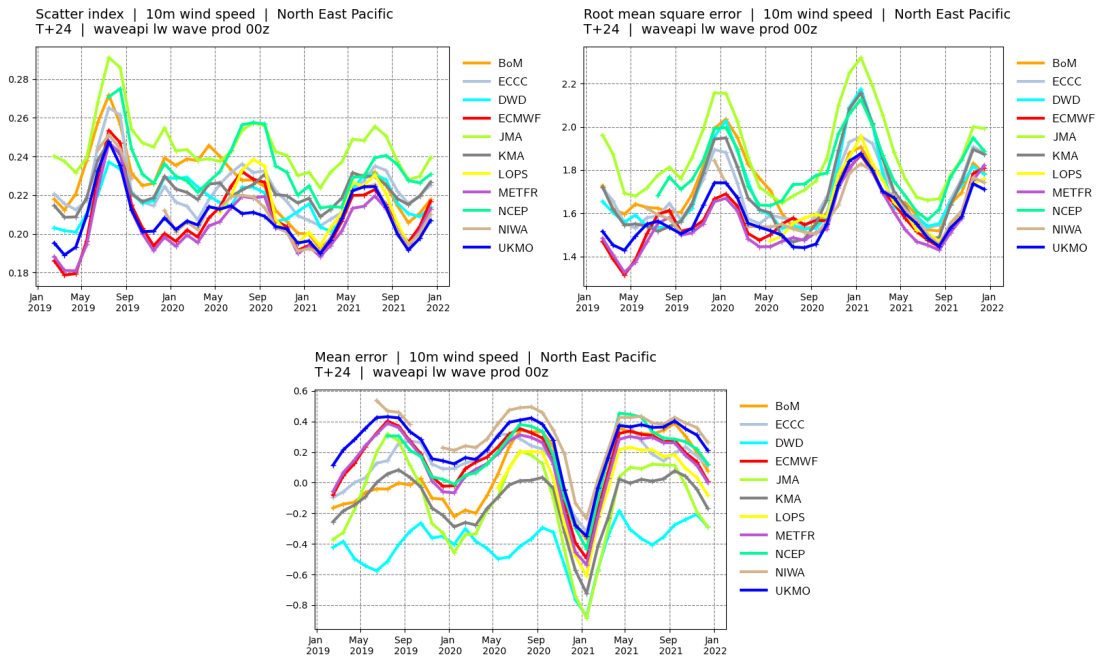 Scatter index  |  10m wind speed  |  North East Pacific
T+24  |  waveapi lw wave prod 00z
0.28
0.26
0.24
0.22
0.20
0.18
Jan 2019
May 2019
Sep 2019
Jan 2020
May 2020
Sep 2020
Jan 2021
May 2021
Sep 2021
Jan 2022
BoM
ECCC
DWD
ECMWF
JMA
KMA
LOPS
METFR
NCEP
NIWA
UKMO
Root mean square error  |  10m wind speed  |  North East Pacific
T+24  |  waveapi lw wave prod 00z
2.2
2.0
1.8
1.6
1.4
Jan 2019
May 2019
Sep 2019
Jan 2020
May 2020
Sep 2020
Jan 2021
May 2021
Sep 2021
Jan 2022
BoM
ECCC
DWD
ECMWF
JMA
KMA
LOPS
METFR
NCEP
NIWA
UKMO
Mean error  |  10m wind speed  |  North East Pacific
T+24  |  waveapi lw wave prod 00z
0.6
0.4
0.2
0.0
−0.2
−0.4
−0.6
−0.8
Jan 2019
May 2019
Sep 2019
Jan 2020
May 2020
Sep 2020
Jan 2021
May 2021
Sep 2021
Jan 2022
BoM
ECCC
DWD
ECMWF
JMA
KMA
LOPS
METFR
NCEP
NIWA
UKMO